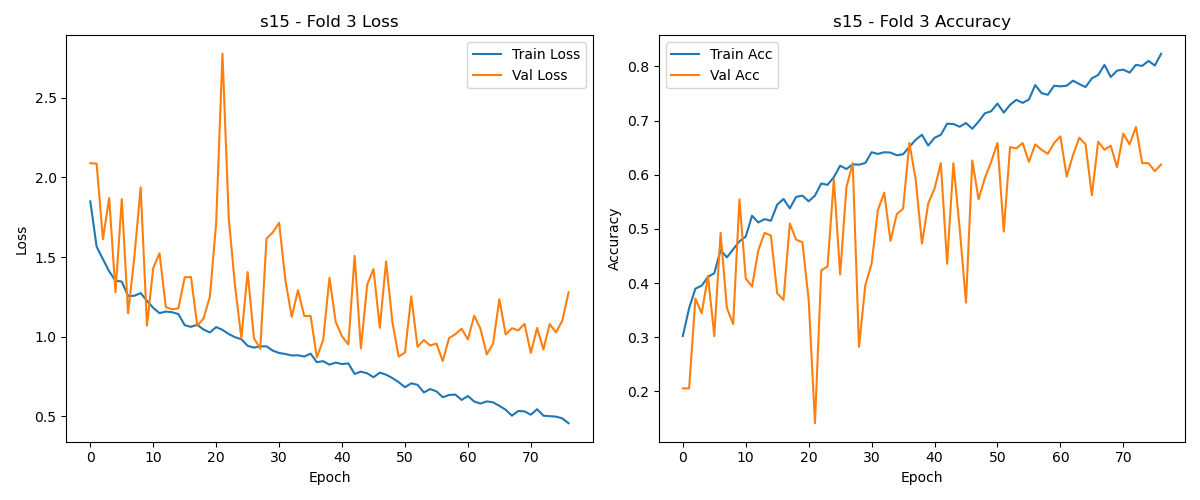 s15 - Fold 3 Loss
Train Loss
Val Loss
2.5
2.0
1.5
1.0
0.5
Loss
0 10 20 30 40 50 60 70
Epoch
s15 - Fold 3 Accuracy
Train Acc
Val Acc
0.8
0.7
0.6
0.5
0.4
0.3
0.2
Accuracy
0 10 20 30 40 50 60 70
Epoch